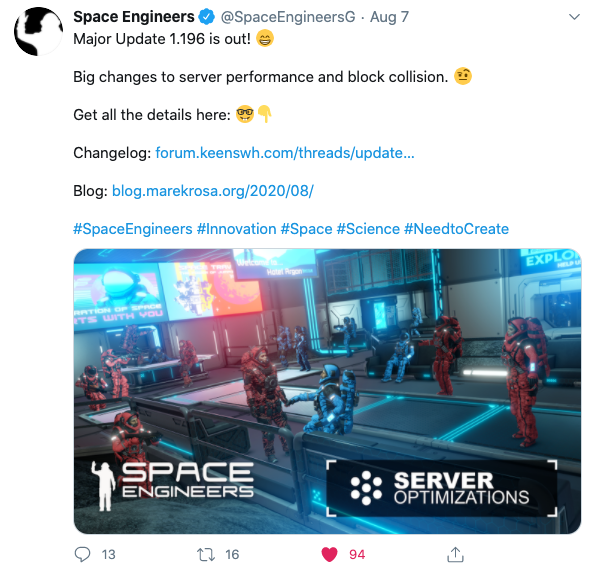 Space Engineers @SpaceEngineersG · Aug 7
Major Update 1.196 is out! 😄
Big changes to server performance and block collision. 🤨
Get all the details here: 🤓👇
Changelog: forum.keenswh.com/threads/update...
Blog: blog.marekrosa.org/2020/08/
#SpaceEngineers #Innovation #Space #Science #NeedtoCreate
EXPLO
RATION OF SPACE
TS WITH YOU
SPACE
ENGINEERS
SERVER
OPTIMIZATIONS
13 16 94